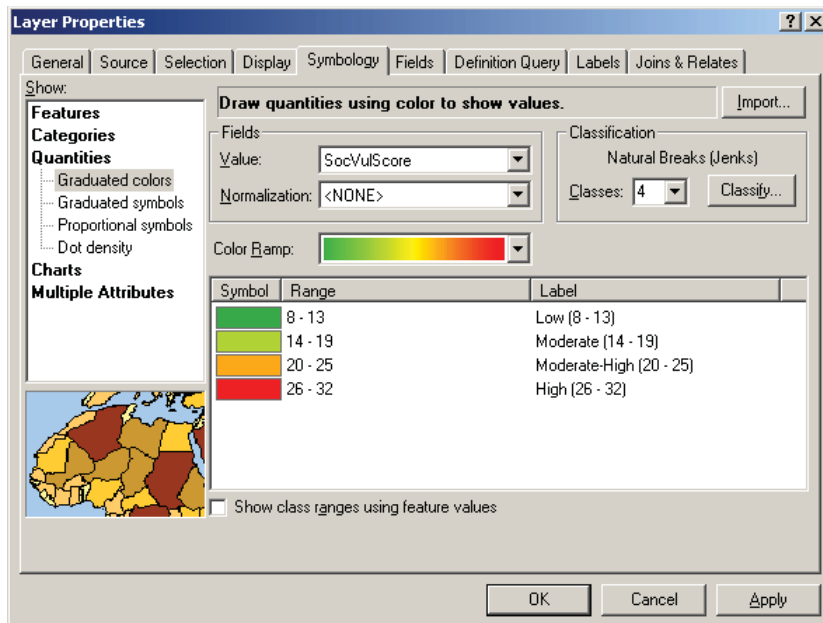 Layer Properties
General Source Selection Display Symbology Fields Definition Query Labels Joins & Relates
Show:
Features
Categories
Quantities
Graduated colors
Graduated symbols
Proportional symbols
Dot density
Charts
Multiple Attributes
Draw quantities using color to show values.
Import...
Fields
Value: SocVulScore
Normalization: <NONE>
Classification
Natural Breaks (Jenks)
Classes: 4 Classify...
Color Ramp:
Symbol Range Label
8 - 13 Low (8 - 13)
14 - 19 Moderate (14 - 19)
20 - 25 Moderate-High (20 - 25)
26 - 32 High (26 - 32)
Show class ranges using feature values
OK Cancel Apply